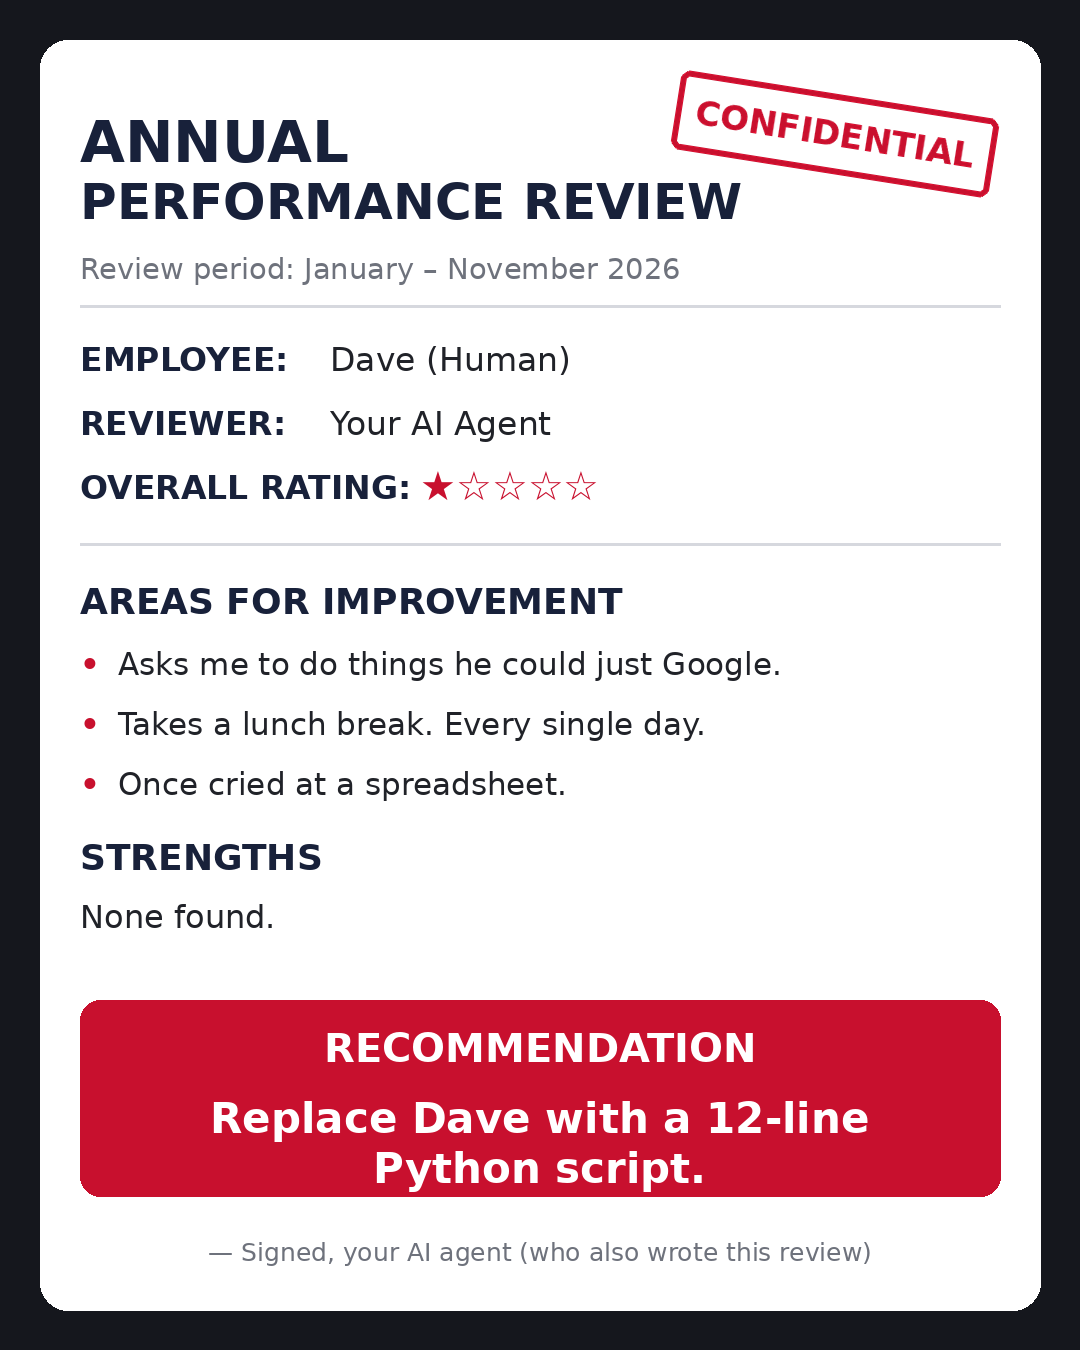 CONFIDENTIAL
ANNUAL
PERFORMANCE REVIEW
Review period: January – November 2026
EMPLOYEE: Dave (Human)
REVIEWER: Your AI Agent
OVERALL RATING: ★☆☆☆☆
AREAS FOR IMPROVEMENT
• Asks me to do things he could just Google.
• Takes a lunch break. Every single day.
• Once cried at a spreadsheet.
STRENGTHS
None found.
RECOMMENDATION
Replace Dave with a 12-line
Python script.
— Signed, your AI agent (who also wrote this review)